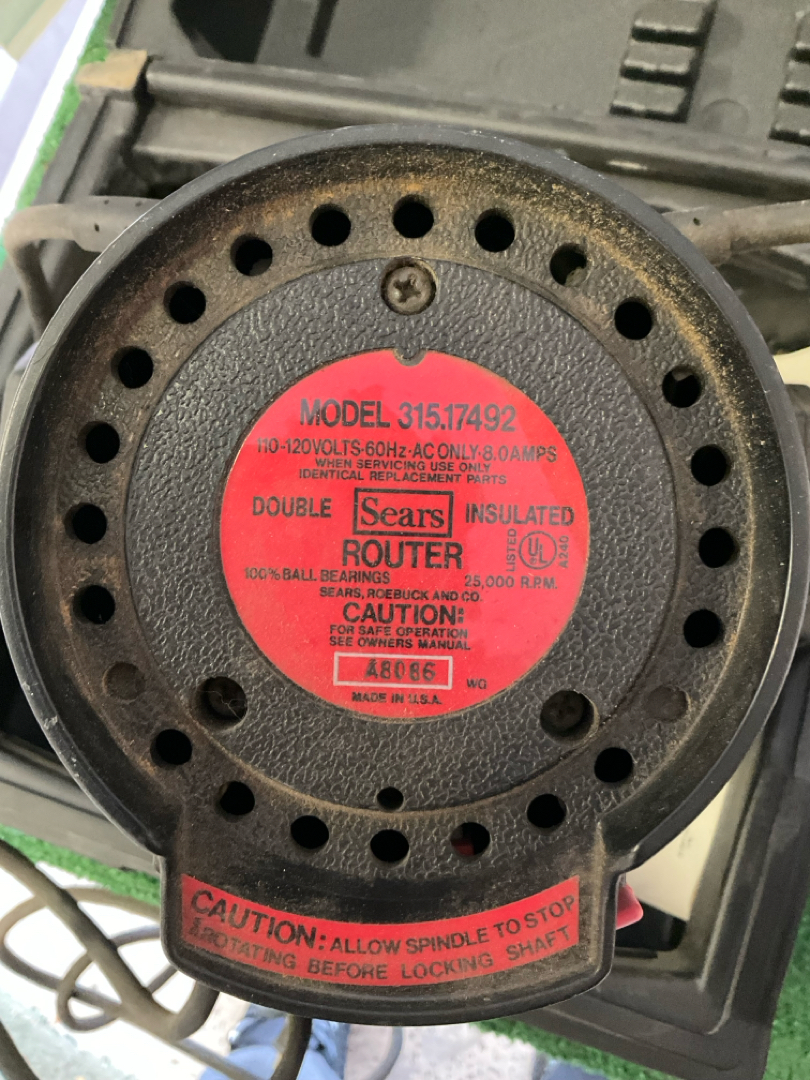 MODEL 315.17492
110-120VOLTS·60Hz·AC ONLY·8.0AMPS
WHEN SERVICING USE ONLY
IDENTICAL REPLACEMENT PARTS
DOUBLE Sears INSULATED
LISTED UL A240
ROUTER
100% BALL BEARINGS 25,000 R.P.M.
SEARS, ROEBUCK AND CO.
CAUTION:
FOR SAFE OPERATION
SEE OWNERS MANUAL
A8086 WG
MADE IN U.S.A.
CAUTION: ALLOW SPINDLE TO STOP
ROTATING BEFORE LOCKING SHAFT